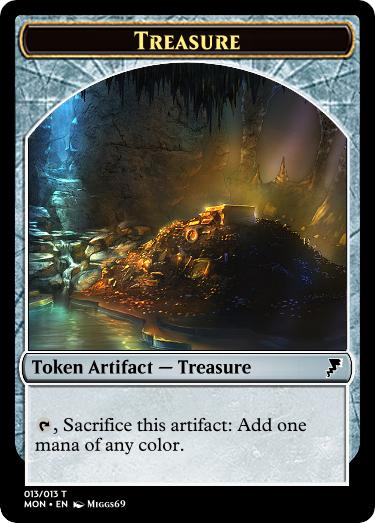 TREASURE
Token Artifact — Treasure
, Sacrifice this artifact: Add one
mana of any color.
013/013 T
MON • EN MIGGS69